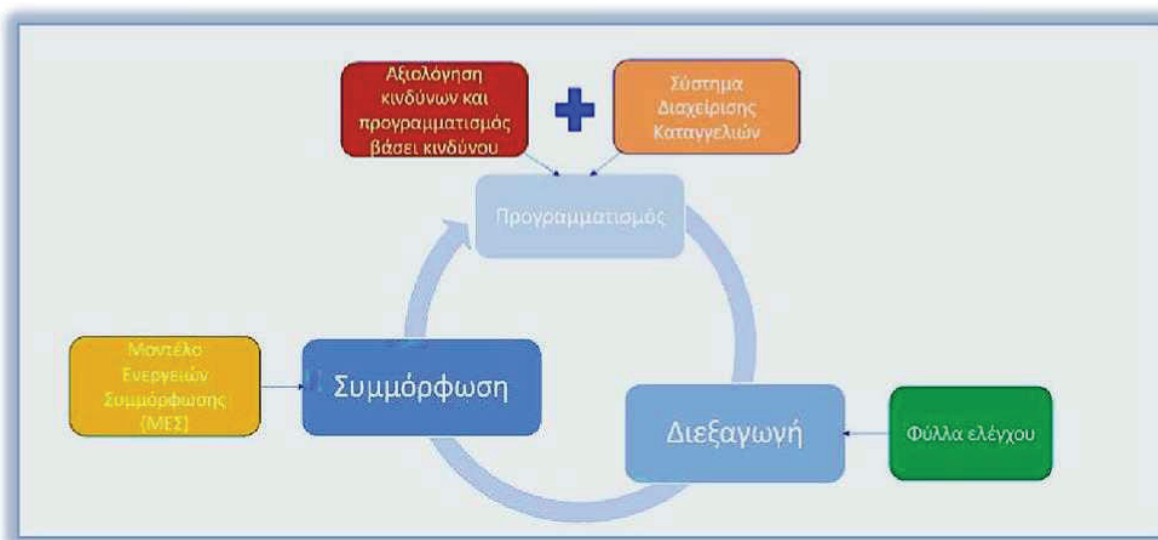 Αξιολόγηση
κινδύνων και
προγραμματισμός
βάσει κινδύνου
Σύστημα
Διαχείρισης
Καταγγελιών
Προγραμματισμός
Μοντέλο
Ενεργειών
Συμμόρφωσης
(ΜΕΣ)
Συμμόρφωση
Διεξαγωγή
Φύλλα ελέγχου